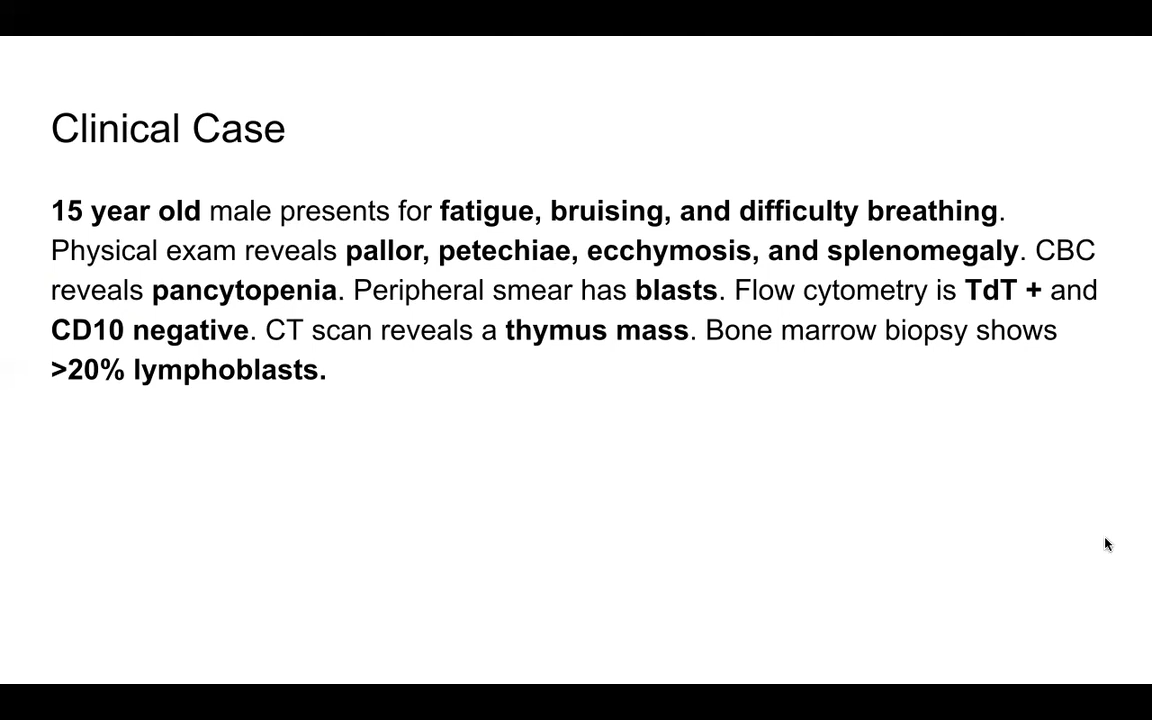 Clinical Case
15 year old male presents for fatigue, bruising, and difficulty breathing.
Physical exam reveals pallor, petechiae, ecchymosis, and splenomegaly. CBC
reveals pancytopenia. Peripheral smear has blasts. Flow cytometry is TdT + and
CD10 negative. CT scan reveals a thymus mass. Bone marrow biopsy shows
>20% lymphoblasts.